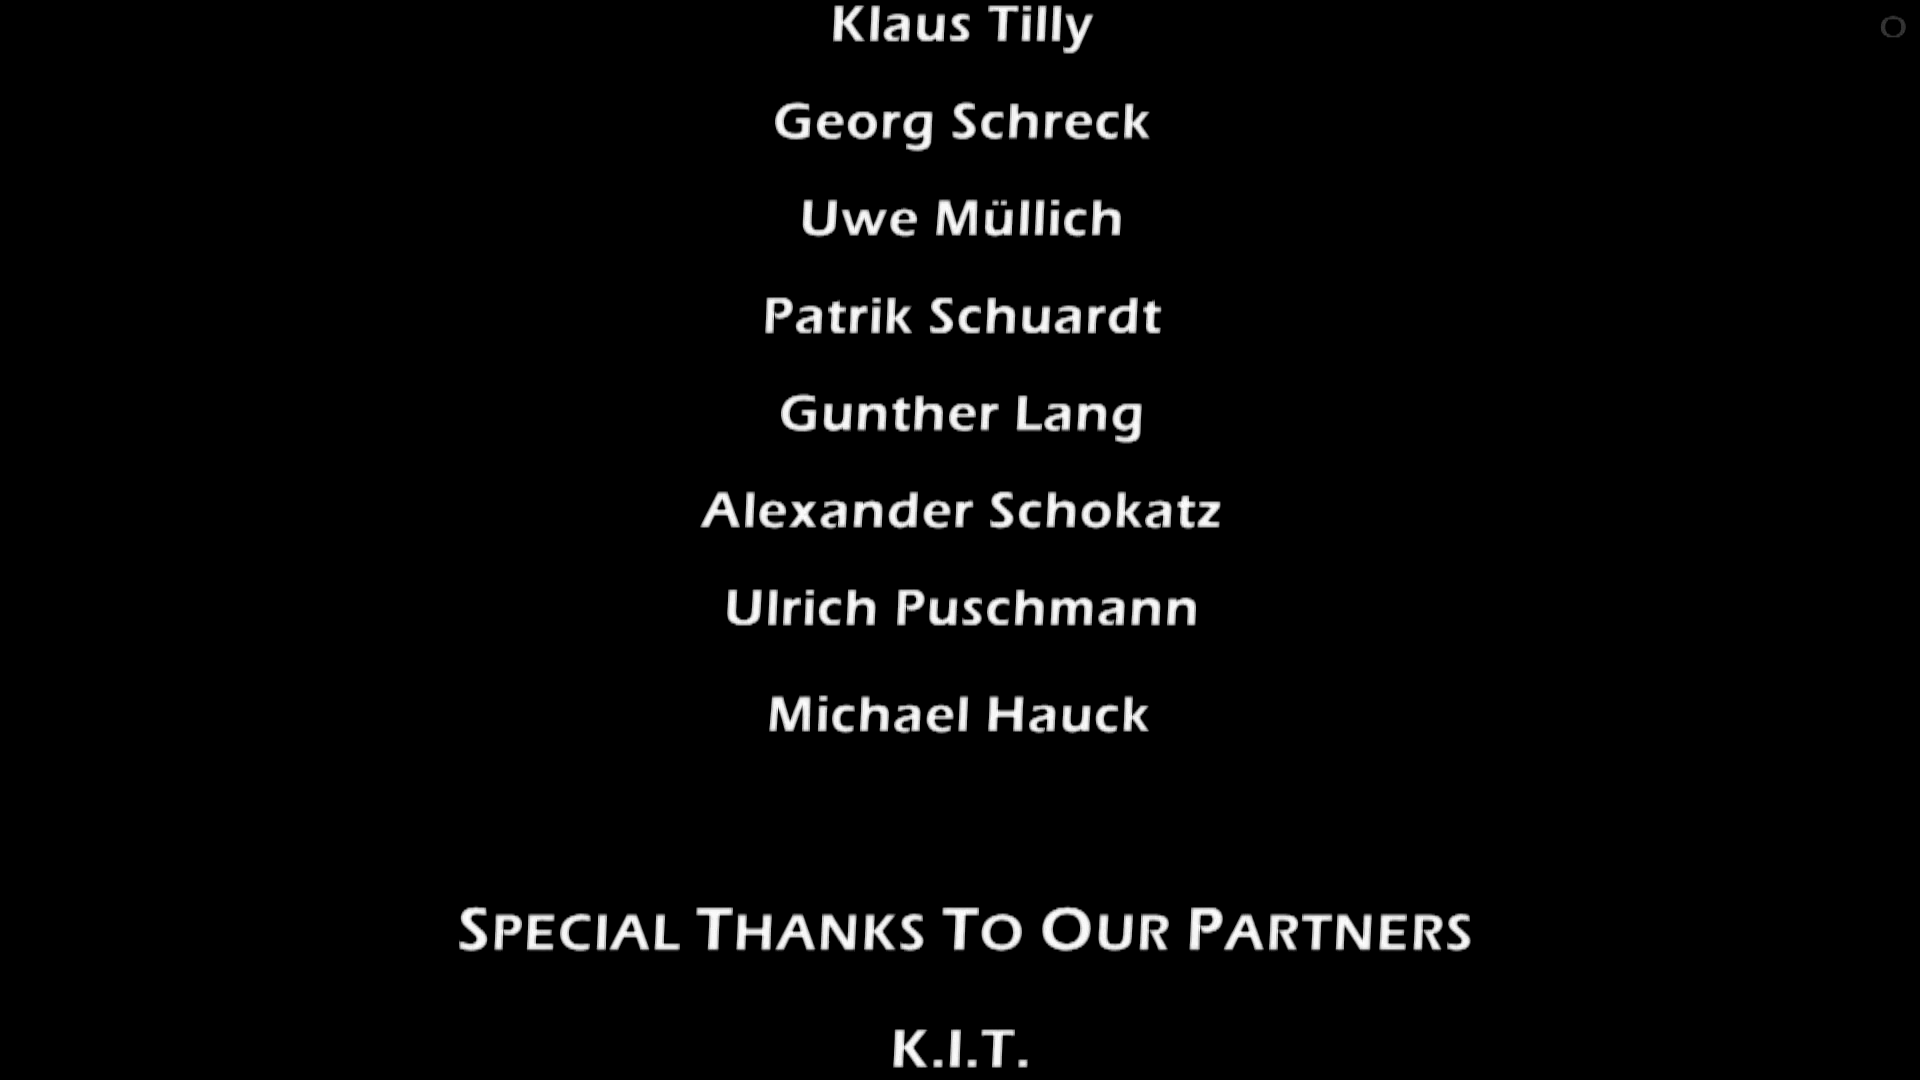 Klaus Tilly
Georg Schreck
Uwe Müllich
Patrik Schuardt
Gunther Lang
Alexander Schokatz
Ulrich Puschmann
Michael Hauck
SPECIAL THANKS TO OUR PARTNERS
K.I.T.